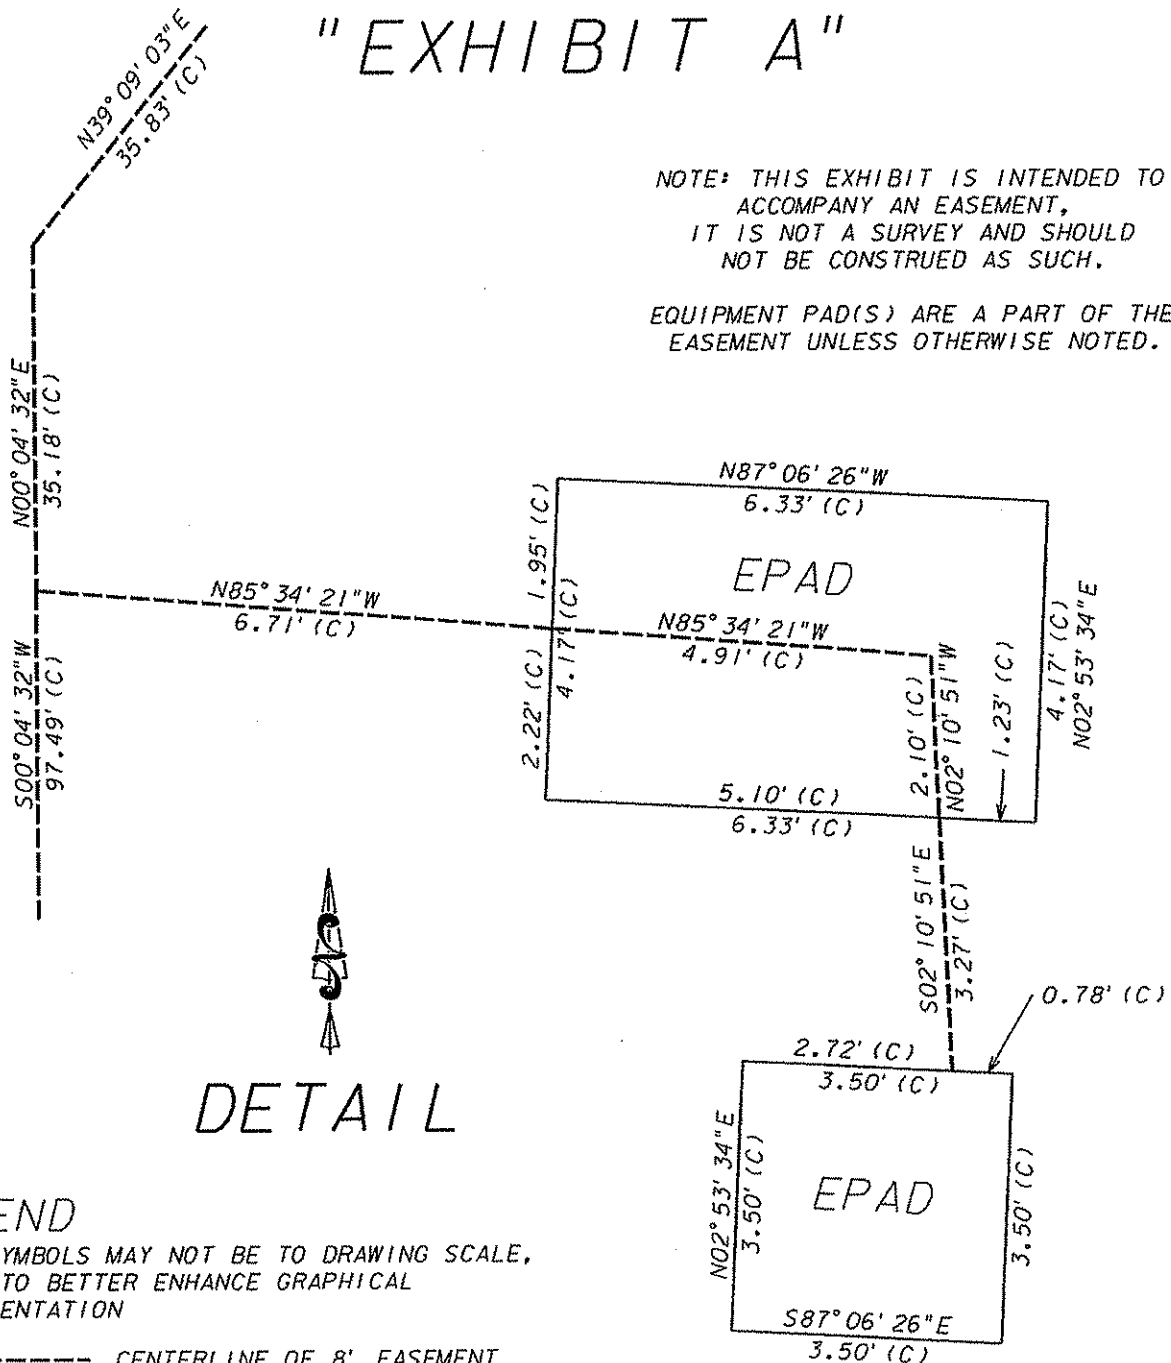 "EXHIBIT A"
N39°09'03"E
35.83' (C)
NOTE: THIS EXHIBIT IS INTENDED TO
ACCOMPANY AN EASEMENT,
IT IS NOT A SURVEY AND SHOULD
NOT BE CONSTRUED AS SUCH.
EQUIPMENT PAD(S) ARE A PART OF THE
EASEMENT UNLESS OTHERWISE NOTED.
N00°04'32"E
35.18' (C)
S00°04'32"W
97.49' (C)
N85°34'21"W
6.71' (C)
N87°06'26"W
6.33' (C)
EPAD
1.95' (C)
4.17' (C)
2.22' (C)
N85°34'21"W
4.91' (C)
2.10' (C)
N02°10'51"W
1.23' (C)
4.17' (C)
N02°53'34"E
5.10' (C)
6.33' (C)
S02°10'51"E
3.27' (C)
0.78' (C)
2.72' (C)
3.50' (C)
N02°53'34"E
3.50' (C)
EPAD
3.50' (C)
S87°06'26"E
3.50' (C)
DETAIL
END
YMBOLS MAY NOT BE TO DRAWING SCALE,
TO BETTER ENHANCE GRAPHICAL
ENTATION
CENTERLINE OF 8' EASEMENT